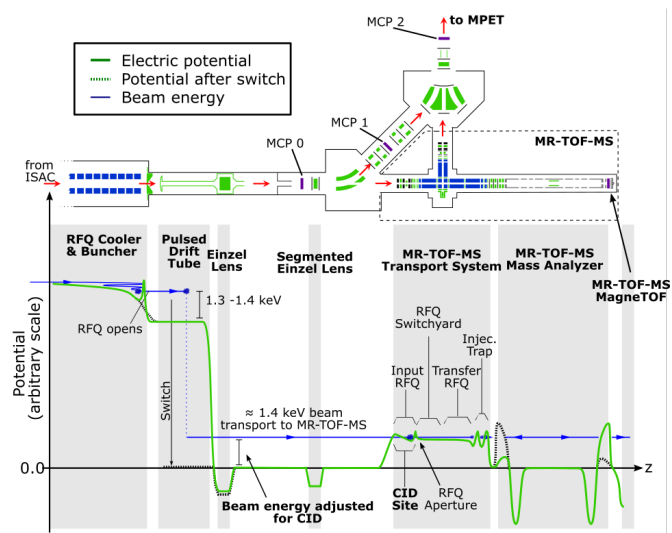 to MPET
MCP 2
Electric potential
Potential after switch
Beam energy
MCP 1
MR-TOF-MS
MCP 0
from
ISAC
RFQ Cooler
& Buncher
Pulsed
Drift
Tube
Einzel
Lens
Segmented
Einzel Lens
MR-TOF-MS
Transport System
MR-TOF-MS
Mass Analyzer
MR-TOF-MS
MagneTOF
1.3 -1.4 keV
RFQ opens
RFQ
Switchyard
Injec.
Trap
Input
RFQ
Transfer
RFQ
Potential
(arbitrary scale)
Switch
≈ 1.4 keV beam
transport to MR-TOF-MS
0.0
z
Beam energy adjusted
for CID
CID
Site
RFQ
Aperture